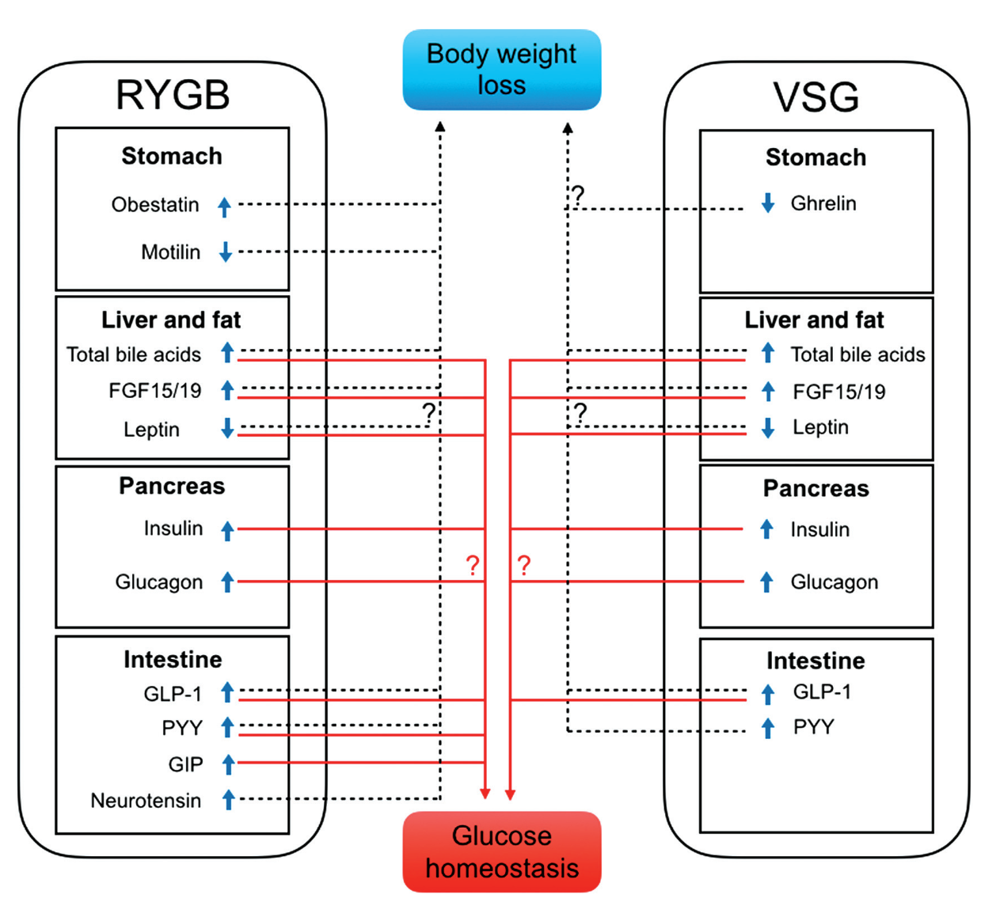 Body weight
loss
RYGB
Stomach
Obestatin
Motilin
Liver and fat
Total bile acids
FGF15/19
Leptin
?
Pancreas
Insulin
Glucagon
?
Intestine
GLP-1
PYY
GIP
Neurotensin
VSG
Stomach
?
Ghrelin
Liver and fat
Total bile acids
FGF15/19
?
Leptin
Pancreas
Insulin
?
Glucagon
Intestine
GLP-1
PYY
Glucose
homeostasis